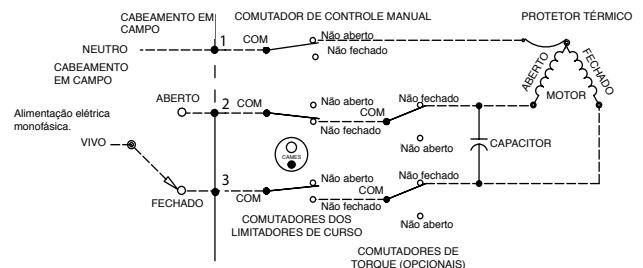 CABEAMENTO EM
CAMPO
COMUTADOR DE CONTROLE MANUAL
PROTETOR TÉRMICO
NEUTRO
1
COM
Não aberto
Não fechado
CABEAMENTO
EM CAMPO
ABERTO
FECHADO
MOTOR
ABERTO
2
COM
Não aberto
Não fechado
COM
Não fechado
Não aberto
Alimentação elétrica
monofásica.
VIVO
CAMES
CAPACITOR
FECHADO
3
COM
Não aberto
Não fechado
COM
Não fechado
Não aberto
COMUTADORES DOS
LIMITADORES DE CURSO
COMUTADORES DE
TORQUE (OPCIONAIS)